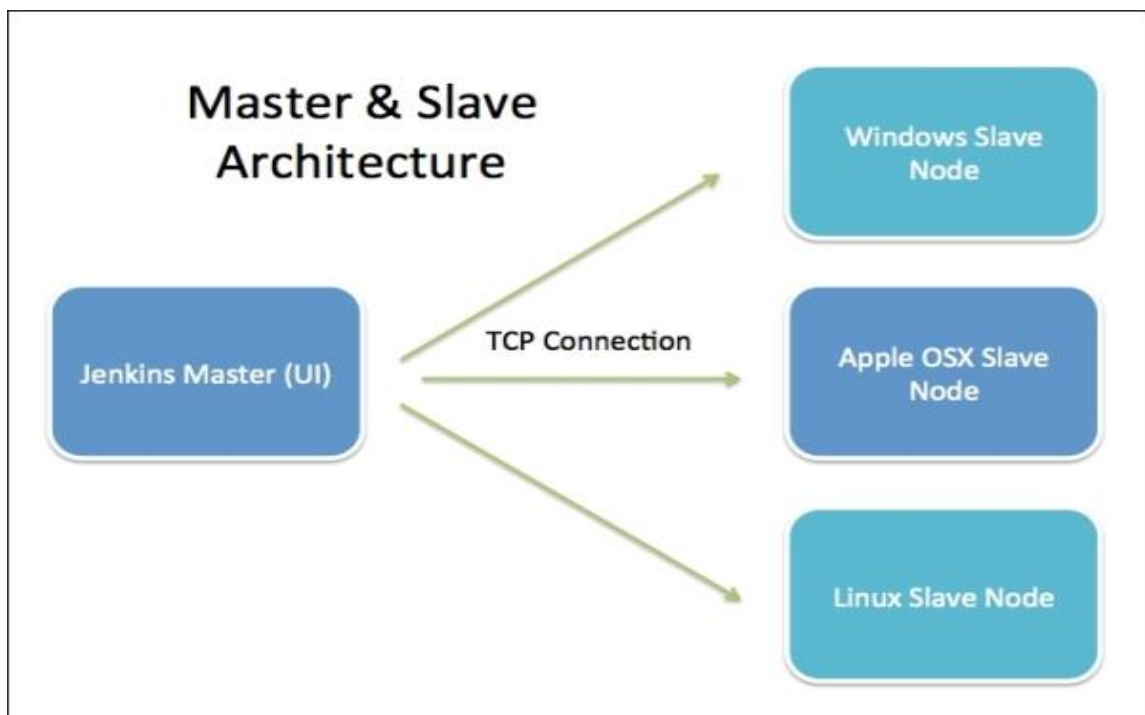 Master & Slave
Architecture
Windows Slave
Node
Jenkins Master (UI)
TCP Connection
Apple OSX Slave
Node
Linux Slave Node